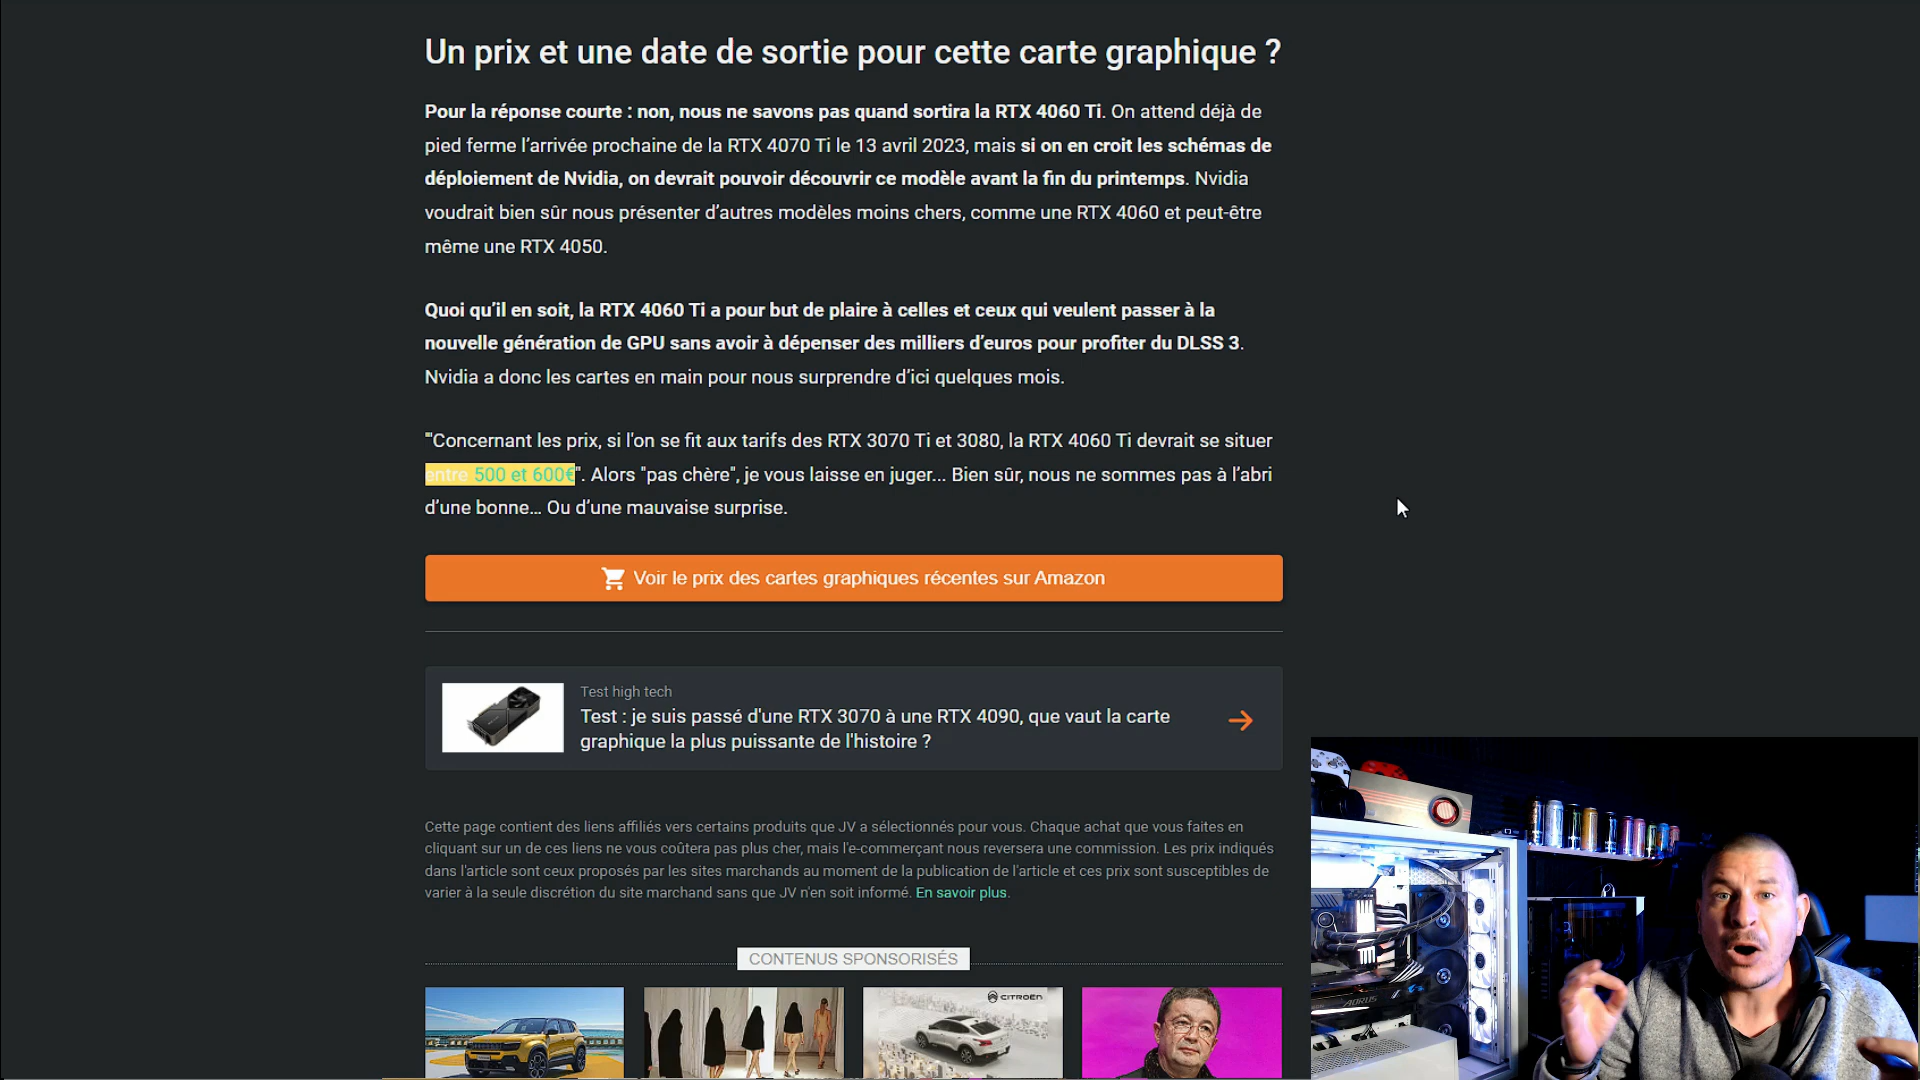 Un prix et une date de sortie pour cette carte graphique ?
Pour la réponse courte : non, nous ne savons pas quand sortira la RTX 4060 Ti. On attend déjà de
pied ferme l’arrivée prochaine de la RTX 4070 Ti le 13 avril 2023, mais si on en croit les schémas de
déploiement de Nvidia, on devrait pouvoir découvrir ce modèle avant la fin du printemps. Nvidia
voudrait bien sûr nous présenter d’autres modèles moins chers, comme une RTX 4060 et peut-être
même une RTX 4050.
Quoi qu’il en soit, la RTX 4060 Ti a pour but de plaire à celles et ceux qui veulent passer à la
nouvelle génération de GPU sans avoir à dépenser des milliers d’euros pour profiter du DLSS 3.
Nvidia a donc les cartes en main pour nous surprendre d’ici quelques mois.
"'Concernant les prix, si l'on se fit aux tarifs des RTX 3070 Ti et 3080, la RTX 4060 Ti devrait se situer
entre 500 et 600€". Alors "pas chère", je vous laisse en juger... Bien sûr, nous ne sommes pas à l’abri
d’une bonne… Ou d’une mauvaise surprise.
Voir le prix des cartes graphiques récentes sur Amazon
Test high tech
Test : je suis passé d'une RTX 3070 à une RTX 4090, que vaut la carte
graphique la plus puissante de l'histoire ?
Cette page contient des liens affiliés vers certains produits que JV a sélectionnés pour vous. Chaque achat que vous faites en
cliquant sur un de ces liens ne vous coûtera pas plus cher, mais l'e-commerçant nous reversera une commission. Les prix indiqués
dans l'article sont ceux proposés par les sites marchands au moment de la publication de l'article et ces prix sont susceptibles de
varier à la seule discrétion du site marchand sans que JV n'en soit informé. En savoir plus.
CONTENUS SPONSORISÉS
CITROËN
AORUS